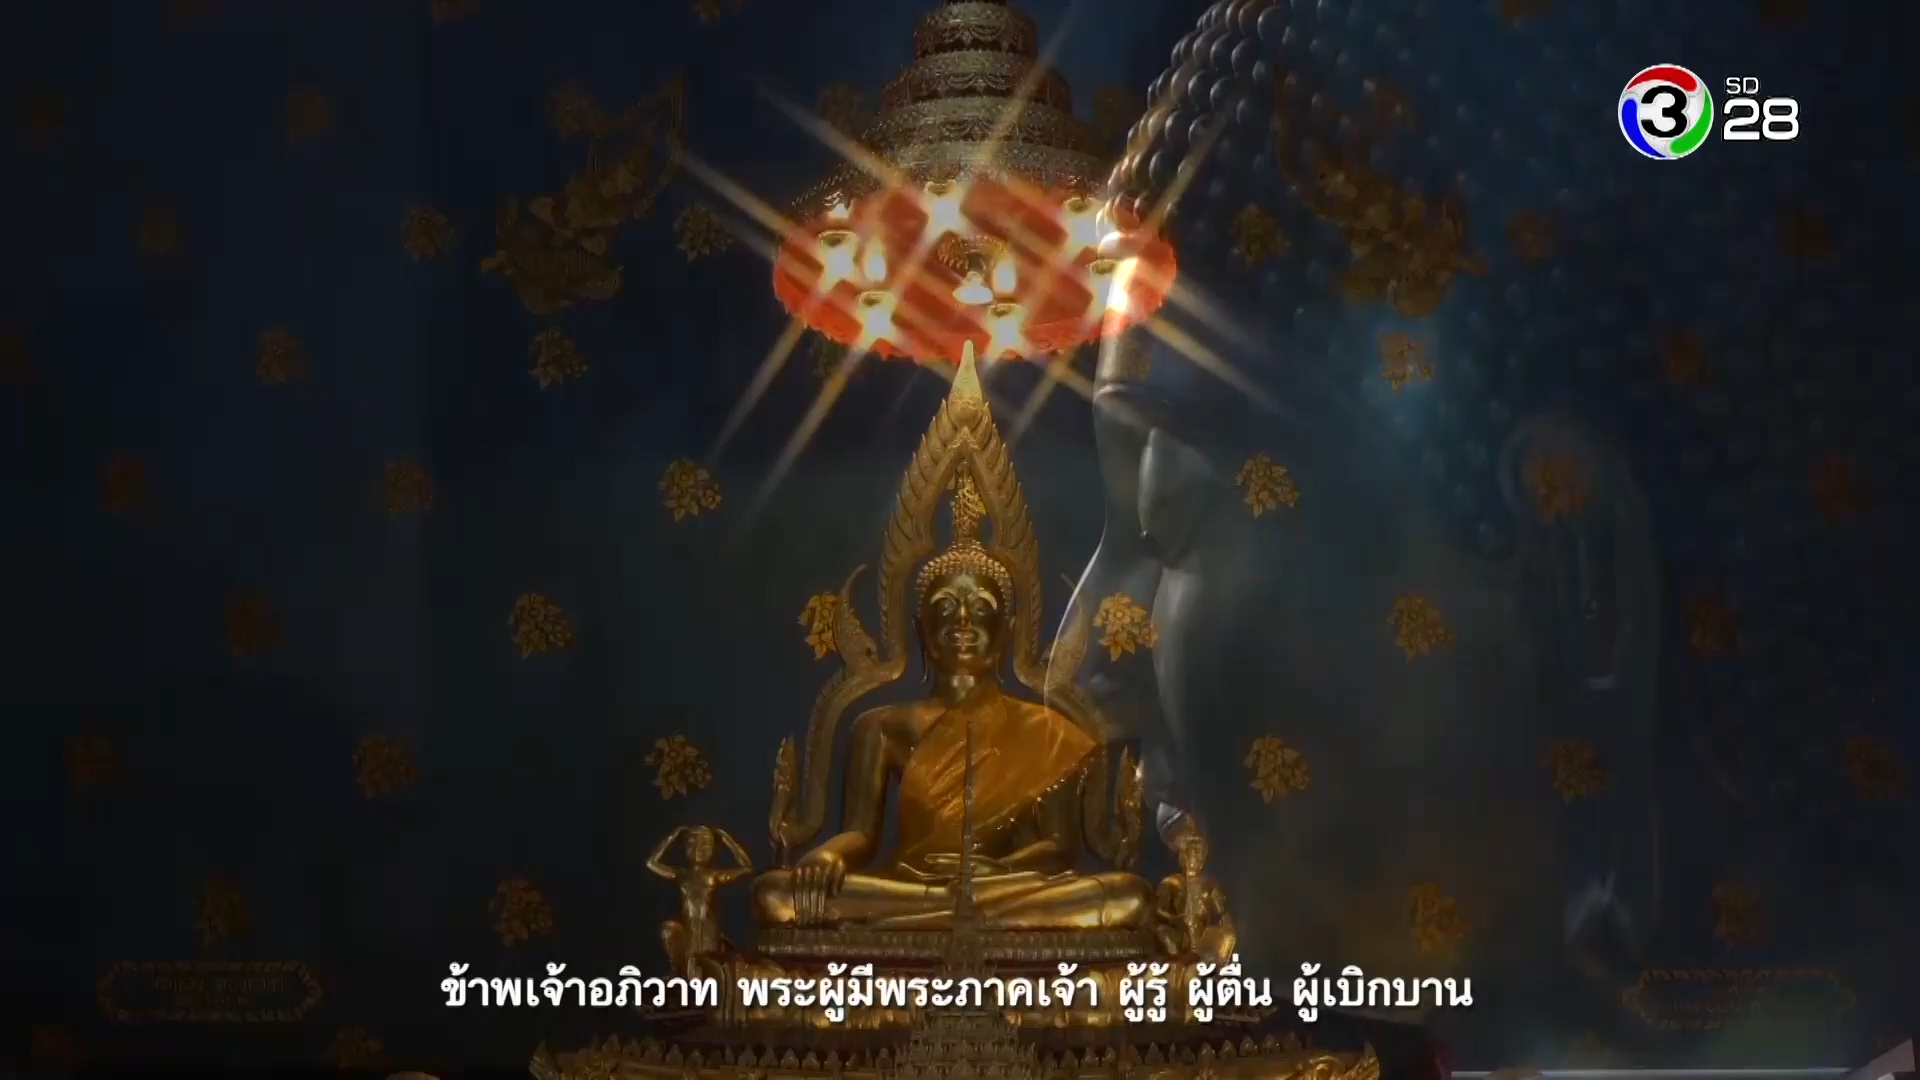 3 SD
28
ข้าพเจ้าอภิวาท พระผู้มีพระภาคเจ้า ผู้รู้ ผู้ตื่น ผู้เบิกบาน